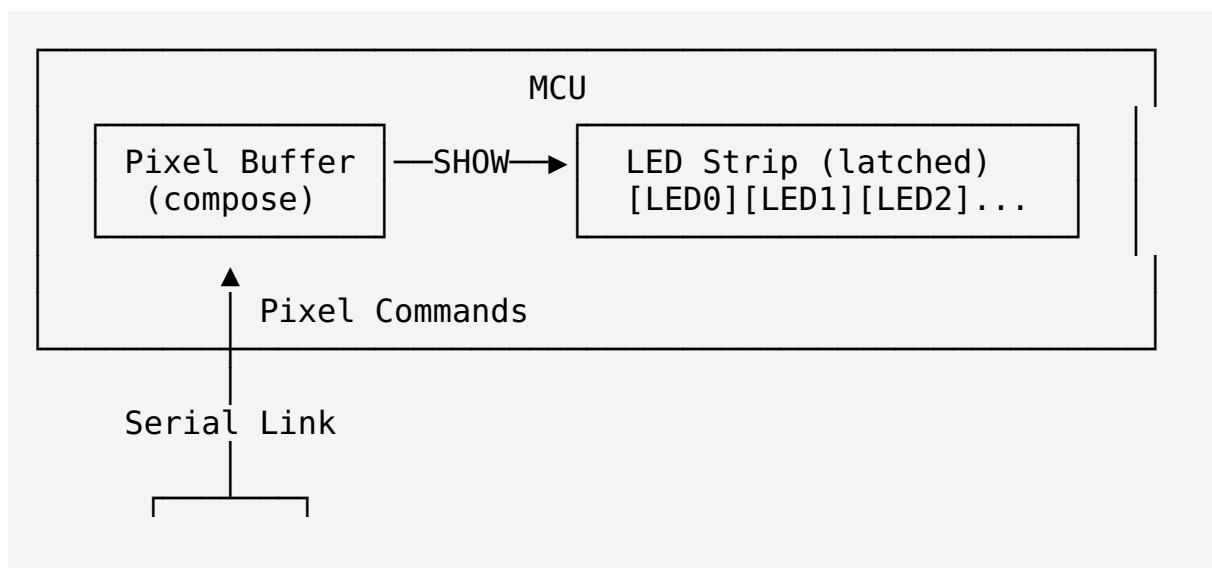 MCU
Pixel Buffer ──SHOW──► LED Strip (latched)
(compose) [LED0][LED1][LED2]...
Pixel Commands
Serial Link